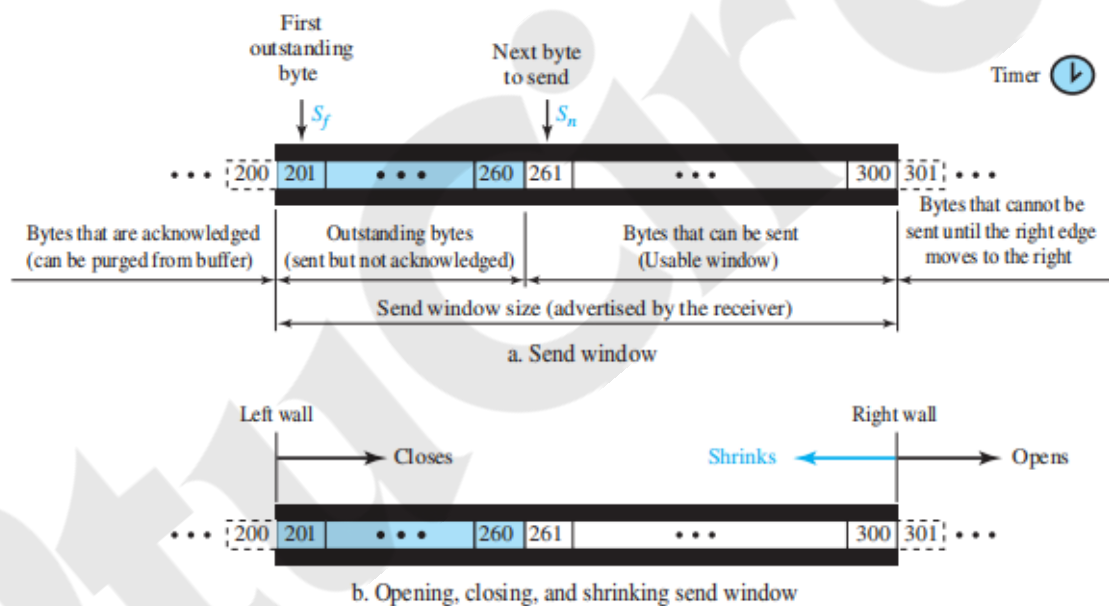 First
outstanding
byte
Next byte
to send
Timer
Sf
Sn
••• 200 201 ••• 260 261 ••• 300 301 •••
Bytes that are acknowledged
(can be purged from buffer)
Outstanding bytes
(sent but not acknowledged)
Bytes that can be sent
(Usable window)
Bytes that cannot be
sent until the right edge
moves to the right
Send window size (advertised by the receiver)
a. Send window
Left wall
Right wall
Closes
Shrinks
Opens
••• 200 201 ••• 260 261 ••• 300 301 •••
b. Opening, closing, and shrinking send window